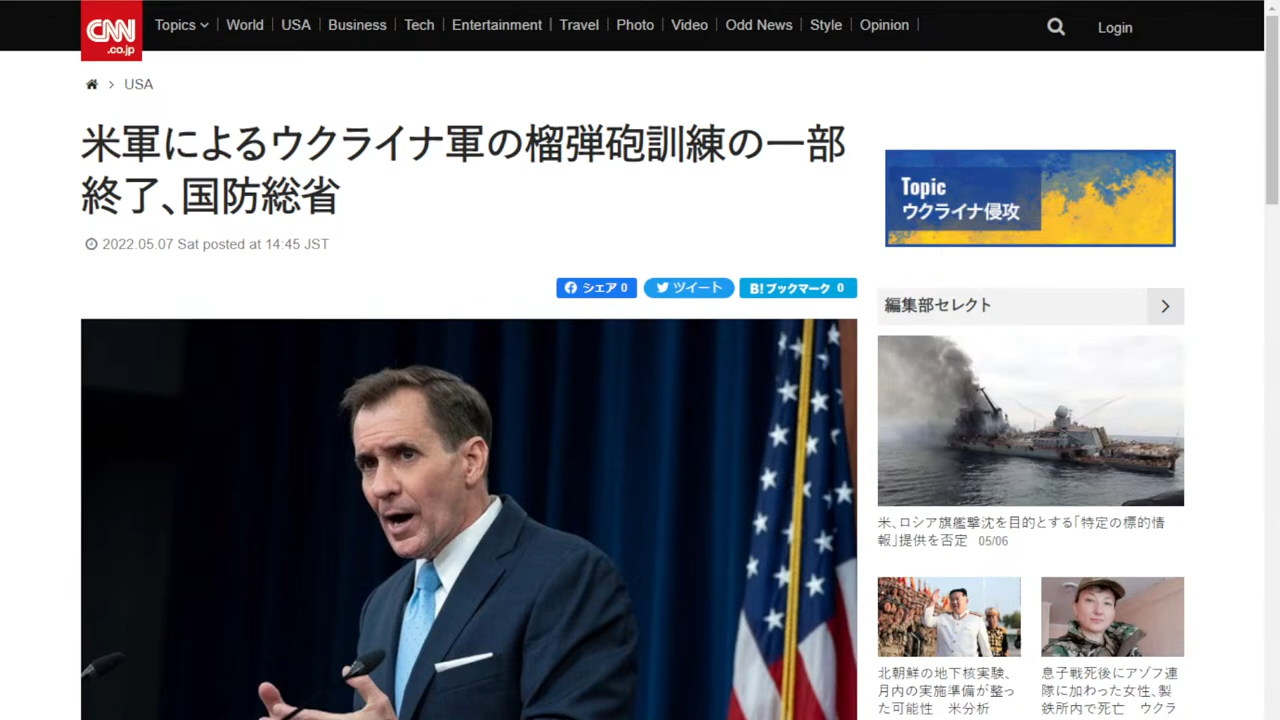 CNN
.co.jp
Topics World USA Business Tech Entertainment Travel Photo Video Odd News Style Opinion
Login
USA
米軍によるウクライナ軍の榴弾砲訓練の一部
終了、国防総省
2022.05.07 Sat posted at 14:45 JST
シェア 0
ツイート
B!ブックマーク 0
Topic
ウクライナ侵攻
編集部セレクト
米、ロシア旗艦撃沈を目的とする「特定の標的情
報」提供を否定 05/06
北朝鮮の地下核実験、
月内の実施準備が整っ
た可能性 米分析
息子戦死後にアゾフ連
隊に加わった女性、製
鉄所内で死亡 ウクラ